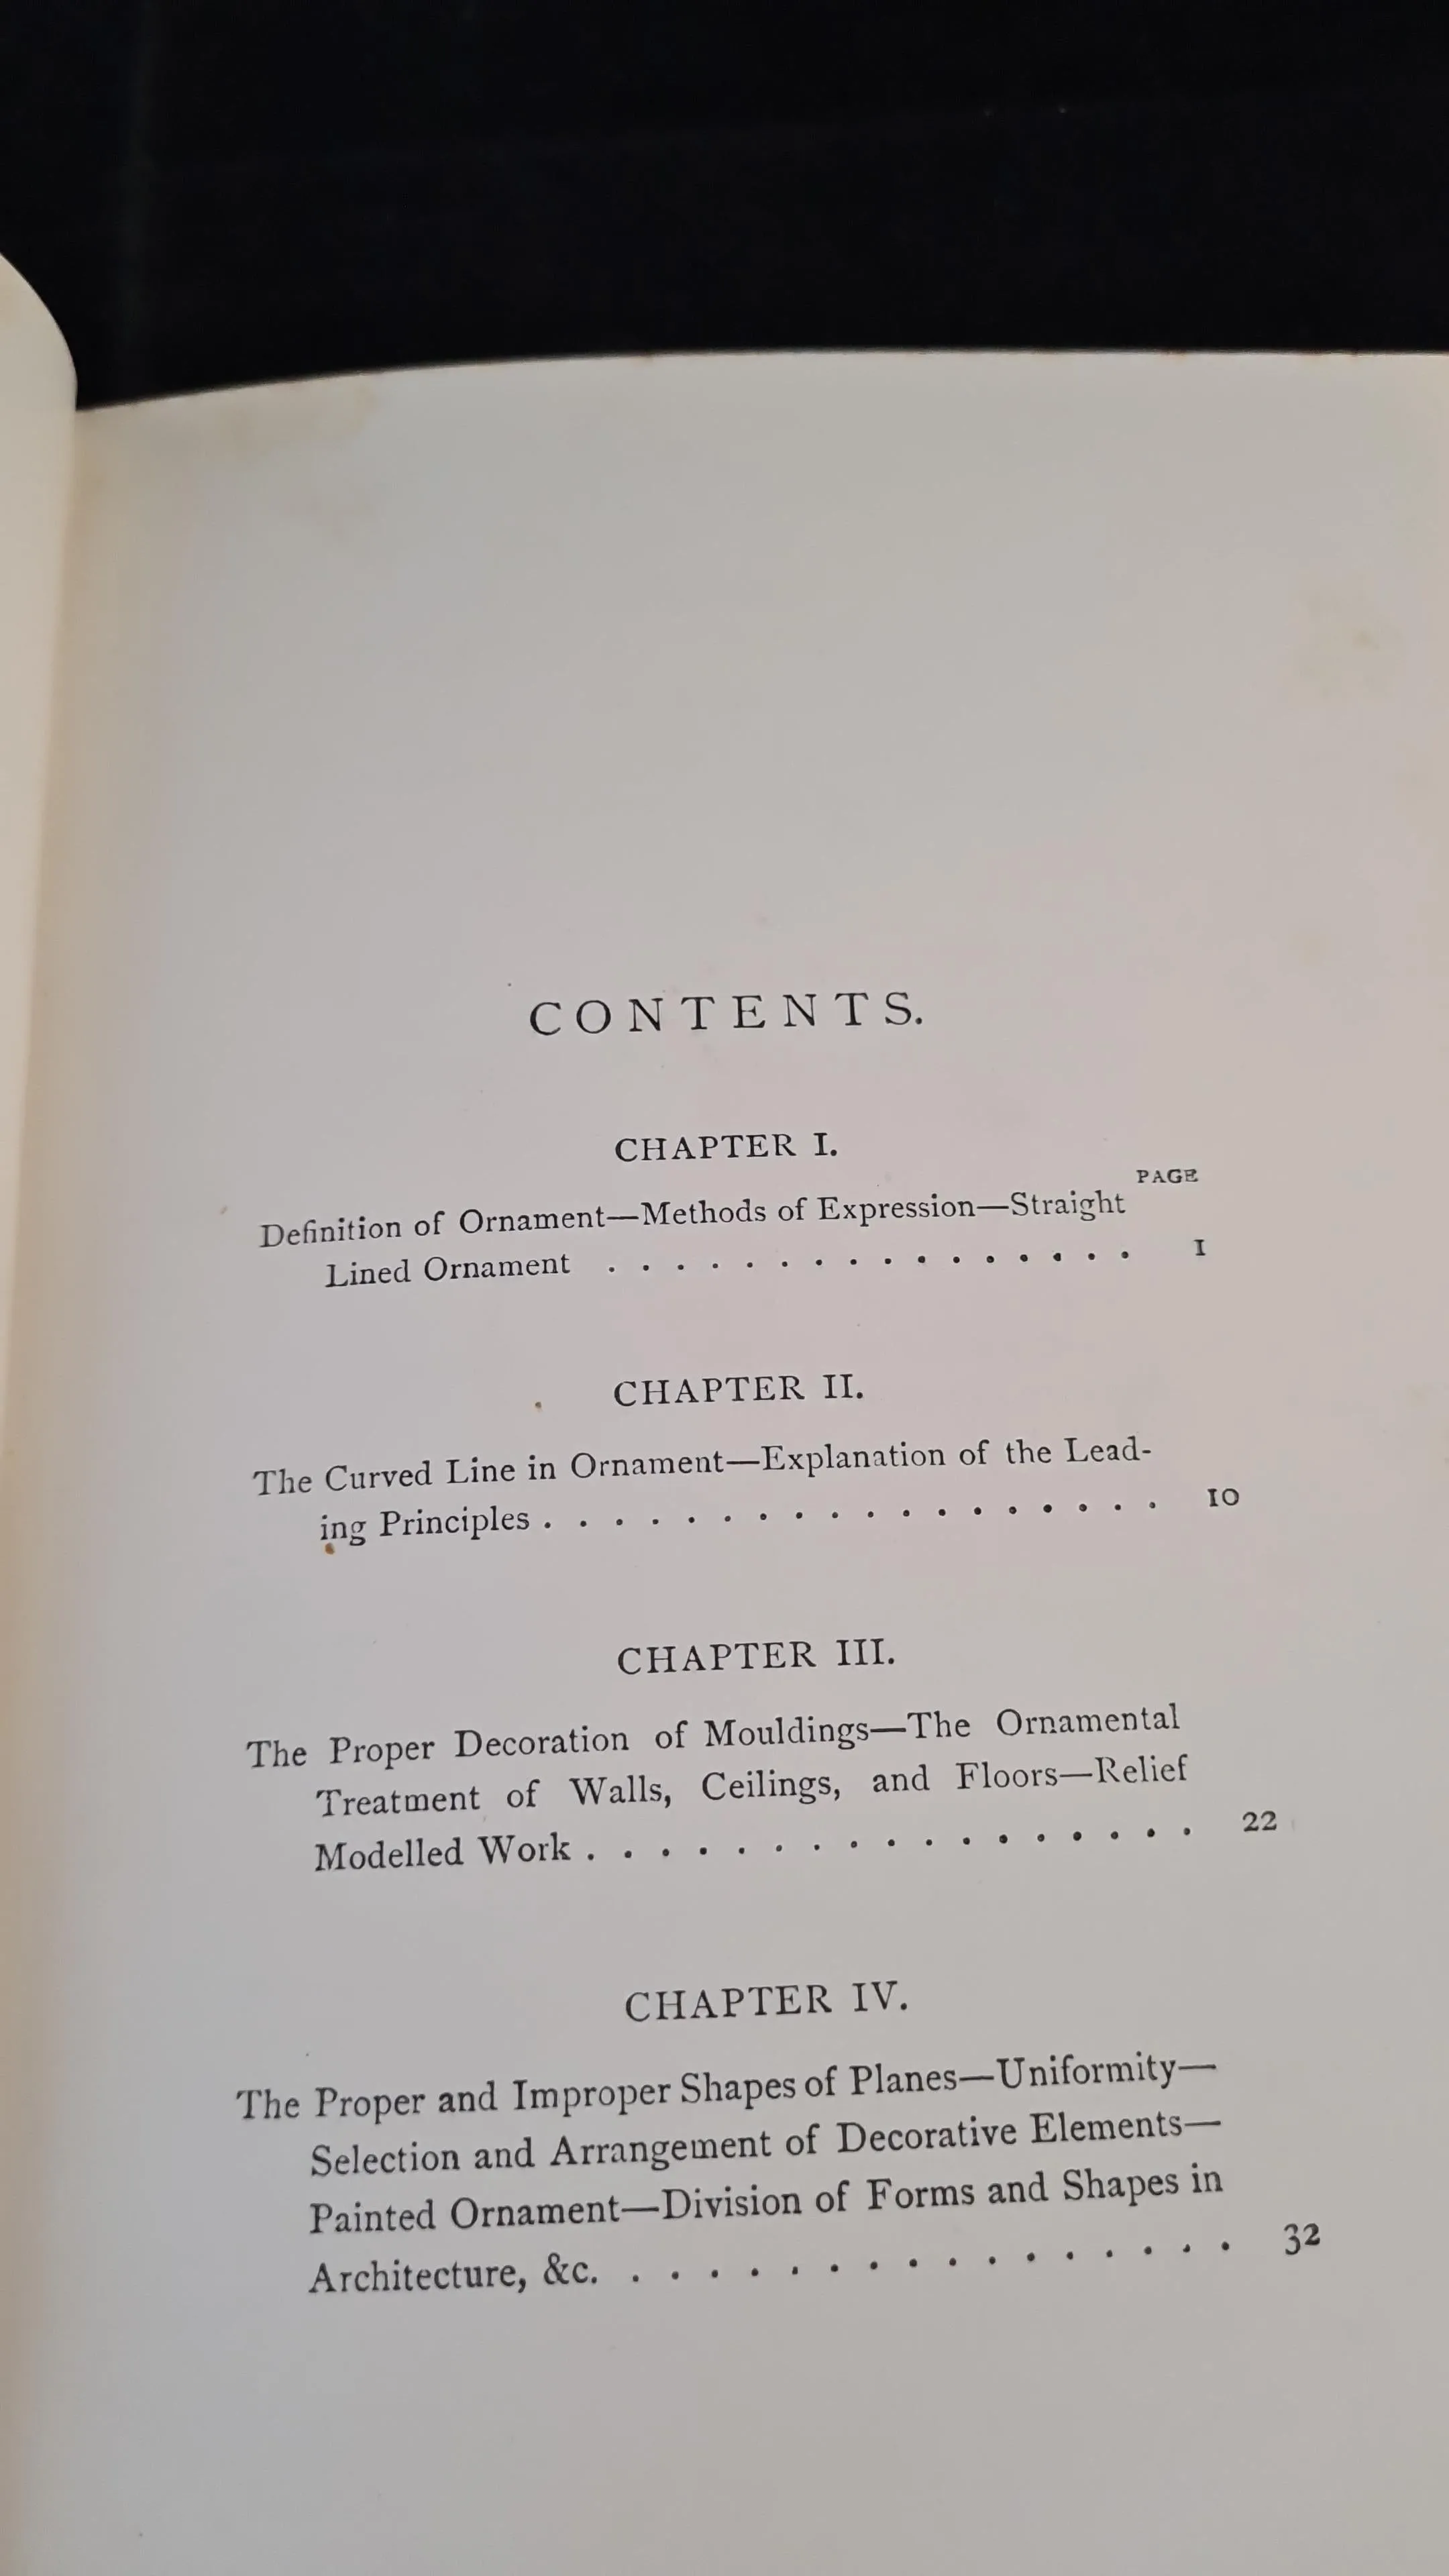 CONTENTS.
CHAPTER I.
PAGE
Definition of Ornament—Methods of Expression—Straight
Lined Ornament . . . . . . . . . . . . . . . . 1
CHAPTER II.
The Curved Line in Ornament—Explanation of the Lead-
ing Principles . . . . . . . . . . . . . . . . . . 10
CHAPTER III.
The Proper Decoration of Mouldings—The Ornamental
Treatment of Walls, Ceilings, and Floors—Relief
Modelled Work . . . . . . . . . . . . . . . . . 22
CHAPTER IV.
The Proper and Improper Shapes of Planes—Uniformity—
Selection and Arrangement of Decorative Elements—
Painted Ornament—Division of Forms and Shapes in
Architecture, &c. . . . . . . . . . . . . . . . . 32